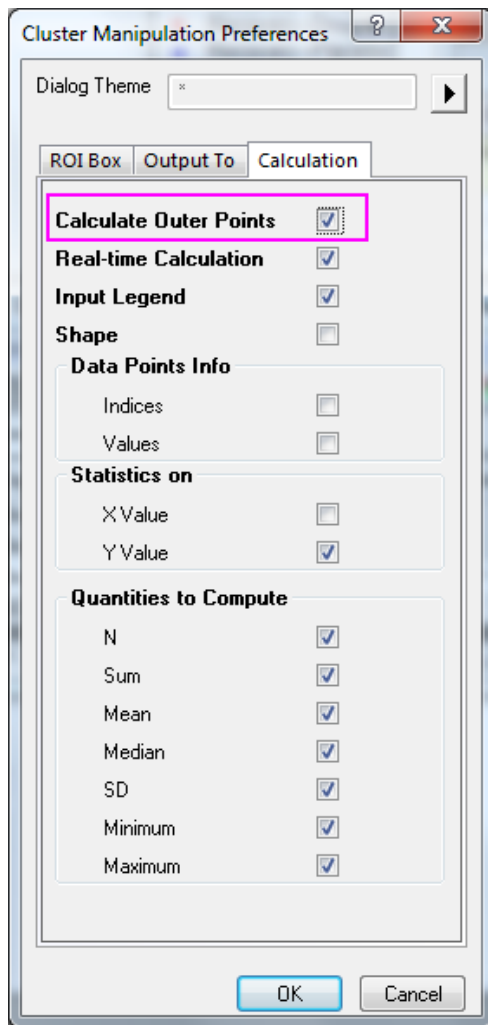 Cluster Manipulation Preferences
Dialog Theme *
ROI Box Output To Calculation
Calculate Outer Points
Real-time Calculation
Input Legend
Shape
Data Points Info
Indices
Values
Statistics on
X Value
Y Value
Quantities to Compute
N
Sum
Mean
Median
SD
Minimum
Maximum
OK Cancel